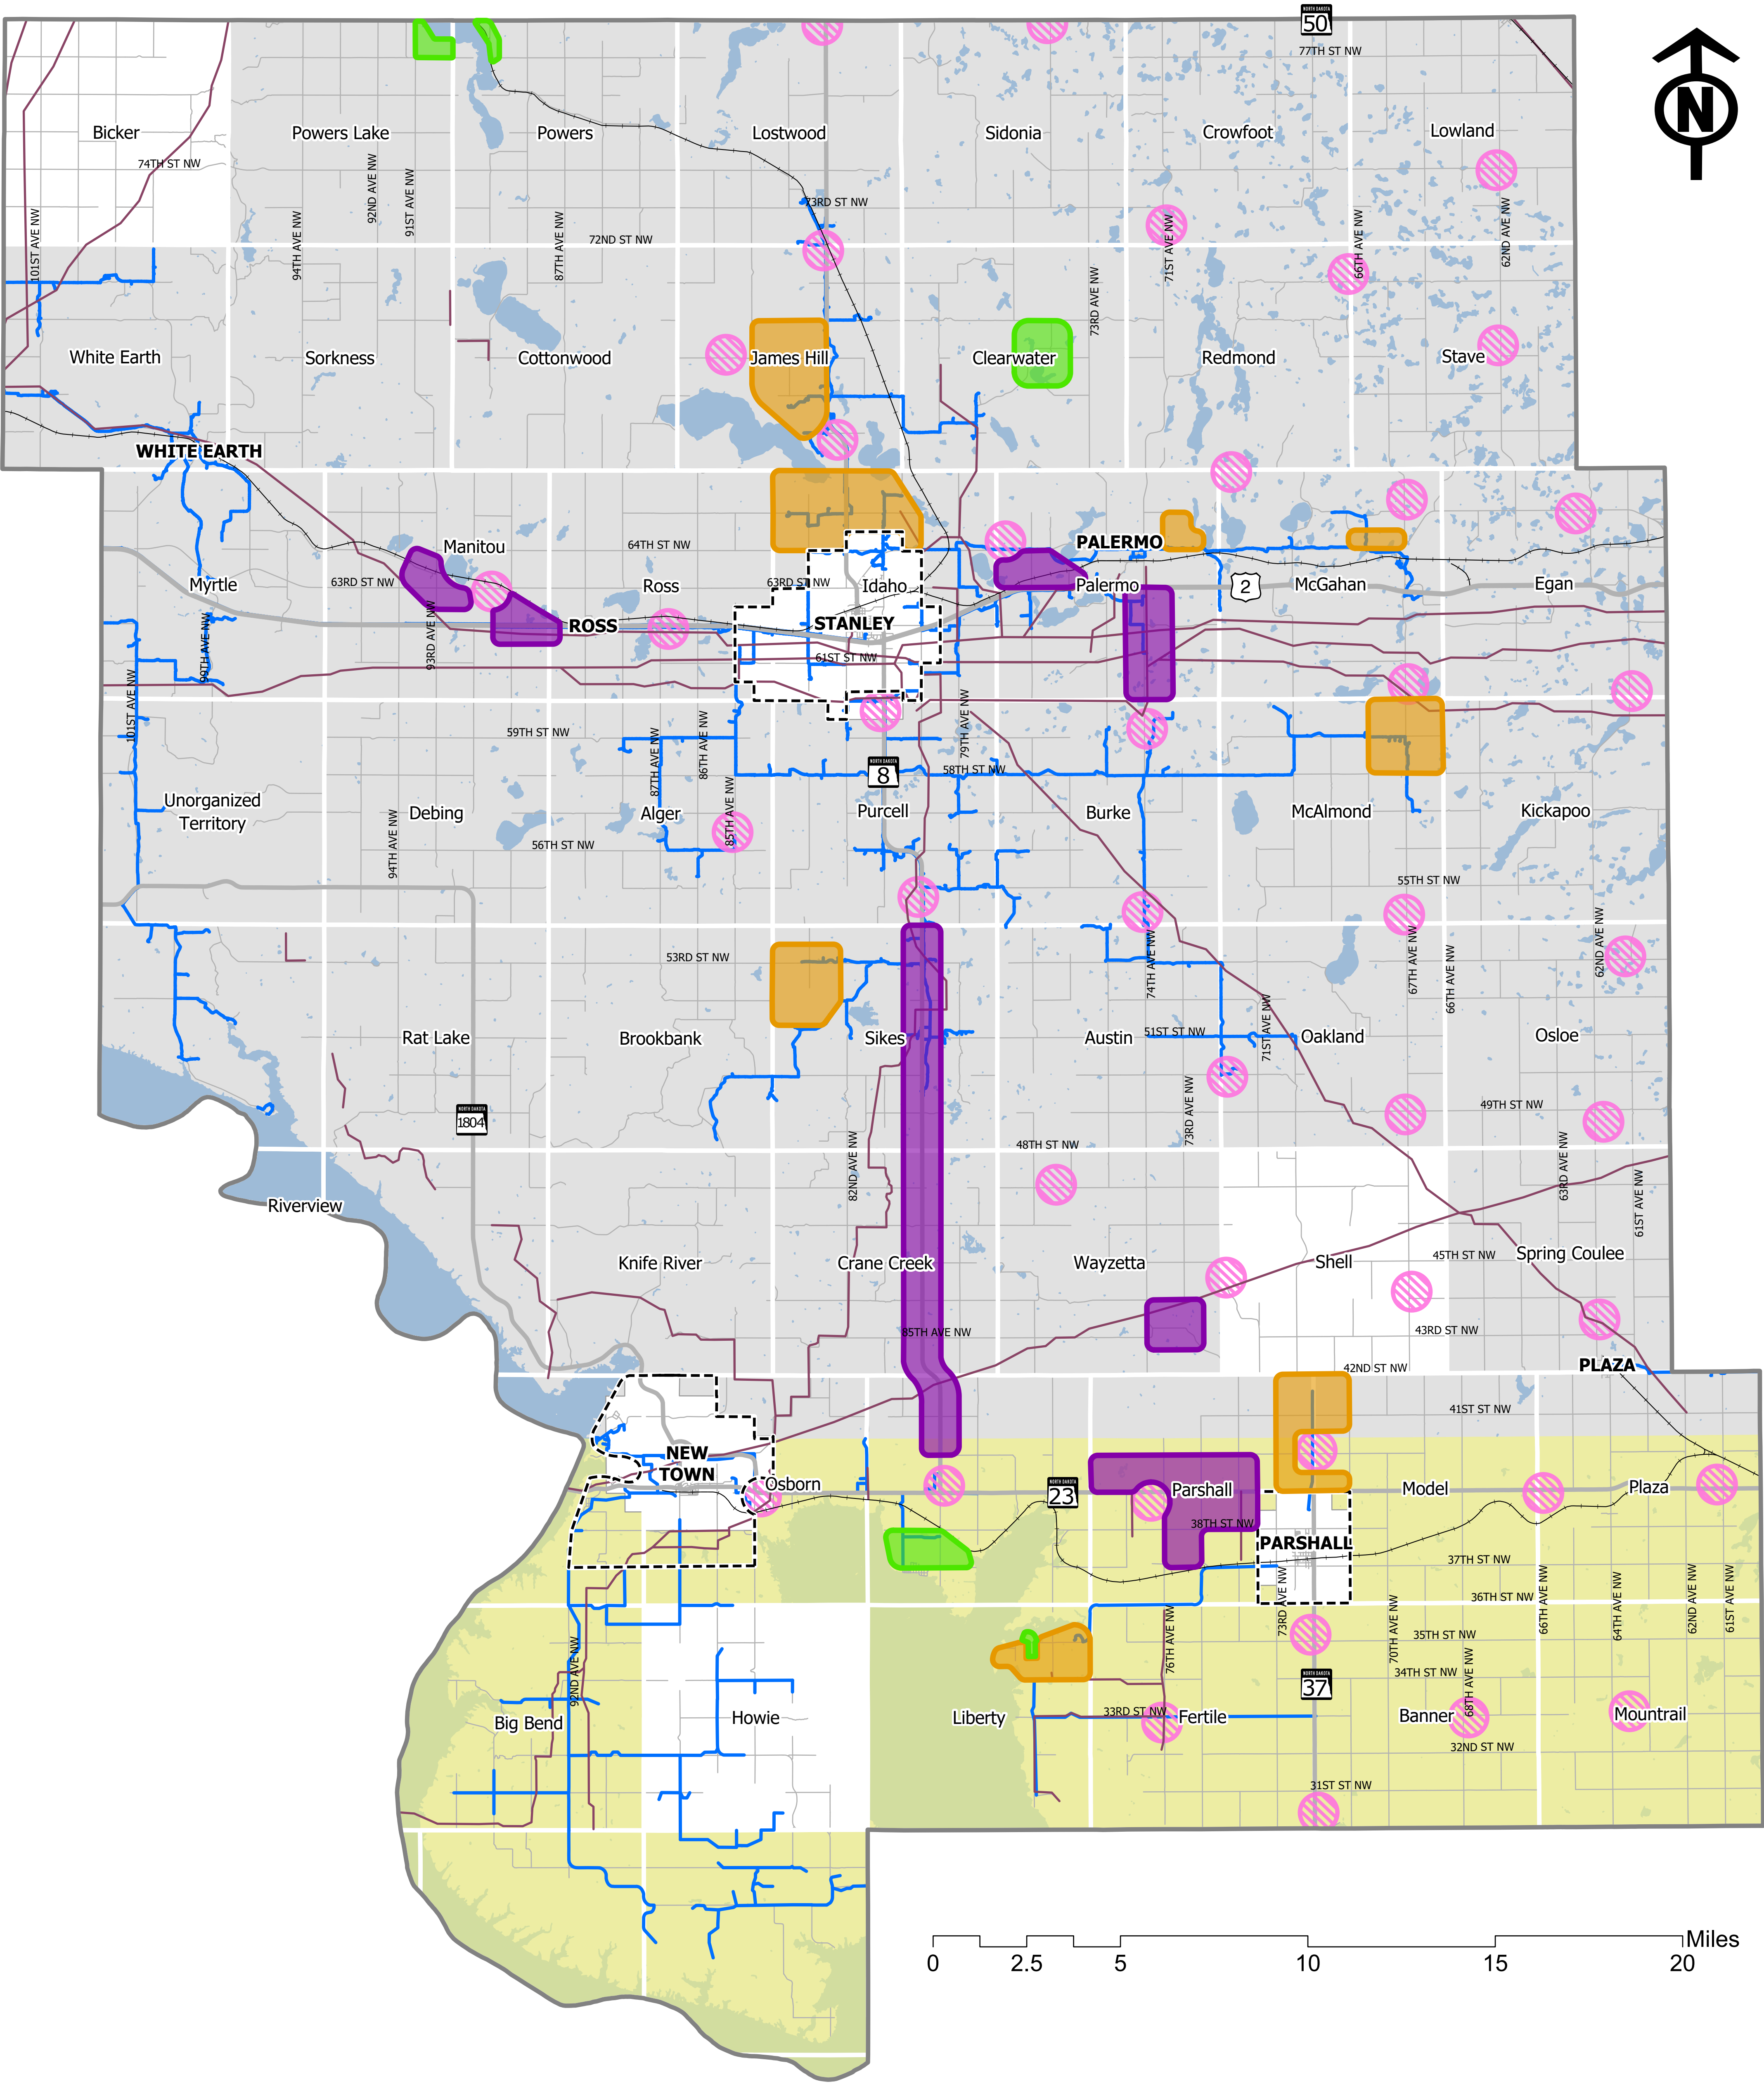 NORTH DAKOTA
50
77TH ST NW
N
Bicker
Powers Lake
Powers
Lostwood
Sidonia
Crowfoot
Lowland
74TH ST NW
92ND AVE NW
91ST AVE NW
73RD ST NW
101ST AVE NW
94TH AVE NW
87TH AVE NW
72ND ST NW
71ST AVE NW
66TH AVE NW
62ND AVE NW
73RD AVE NW
White Earth
Sorkness
Cottonwood
James Hill
Clearwater
Redmond
Stave
WHITE EARTH
Manitou
64TH ST NW
PALERMO
Myrtle
63RD ST NW
Ross
63RD ST NW
Idaho
Palermo
2
McGahan
Egan
93RD AVE NW
ROSS
STANLEY
99TH AVE NW
61ST ST NW
101ST AVE NW
59TH ST NW
87TH AVE NW
86TH AVE NW
79TH AVE NW
NORTH DAKOTA
8
58TH ST NW
Unorganized
Territory
Debing
Alger
85TH AVE NW
Purcell
Burke
McAlmond
Kickapoo
94TH AVE NW
56TH ST NW
55TH ST NW
53RD ST NW
74TH AVE NW
67TH AVE NW
66TH AVE NW
62ND AVE NW
Rat Lake
Brookbank
Sikes
Austin
51ST ST NW
71ST AVE NW
Oakland
Osloe
NORTH DAKOTA
1804
73RD AVE NW
49TH ST NW
82ND AVE NW
48TH ST NW
63RD AVE NW
61ST AVE NW
Riverview
Knife River
Crane Creek
Wayzetta
Shell
45TH ST NW
Spring Coulee
85TH AVE NW
43RD ST NW
42ND ST NW
PLAZA
41ST ST NW
NEW
TOWN
Osborn
NORTH DAKOTA
23
Parshall
Model
Plaza
38TH ST NW
PARSHALL
37TH ST NW
36TH ST NW
73RD AVE NW
70TH AVE NW
66TH AVE NW
64TH AVE NW
62ND AVE NW
61ST AVE NW
92ND AVE NW
76TH AVE NW
35TH ST NW
34TH ST NW
68TH AVE NW
NORTH DAKOTA
37
Big Bend
Howie
Liberty
33RD ST NW
Fertile
Banner
Mountrail
32ND ST NW
31ST ST NW
Miles
0
2.5
5
10
15
20